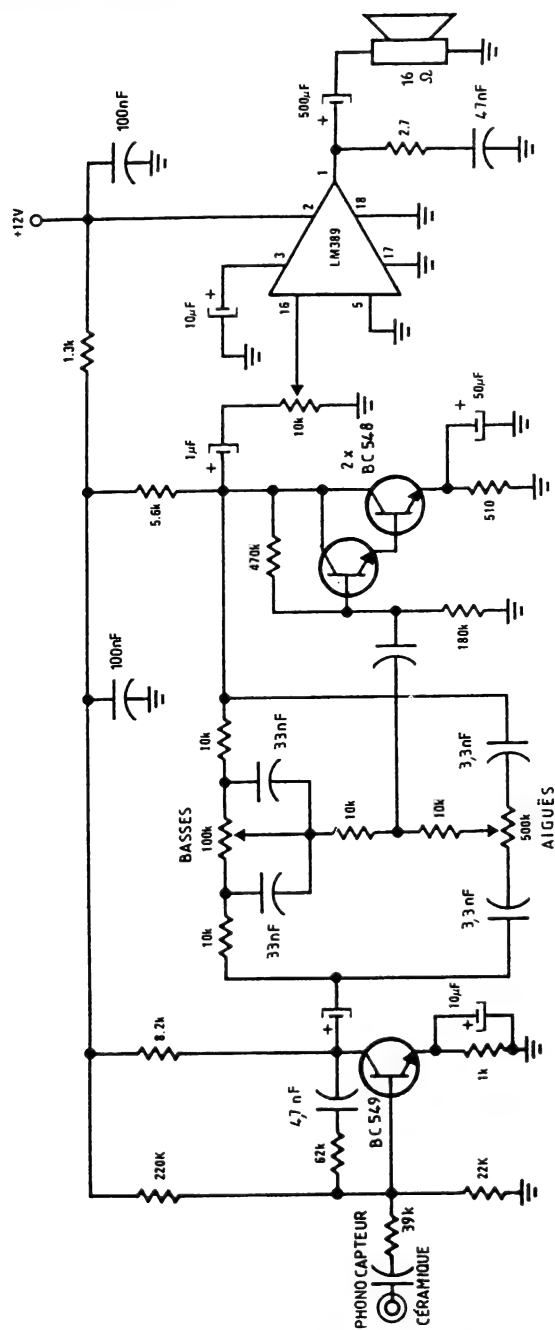 +12V
100nF
1.3k
100nF
5.6k
8.2k
220K
500µF
+
16
Ω
47nF
2.7
1
2
18
LM389
17
3
16
5
10µF
+
10k
1µF
+
2 x
BC 548
50µF
+
510
470k
180k
10k
33nF
BASSES
100k
10k
33nF
10k
10k
3,3nF
500k
AIGUËS
3,3nF
+
10µF
+
1k
4,7 nF
62k
BC 549
22K
39k
PHONO CAPTEUR
CÉRAMIQUE